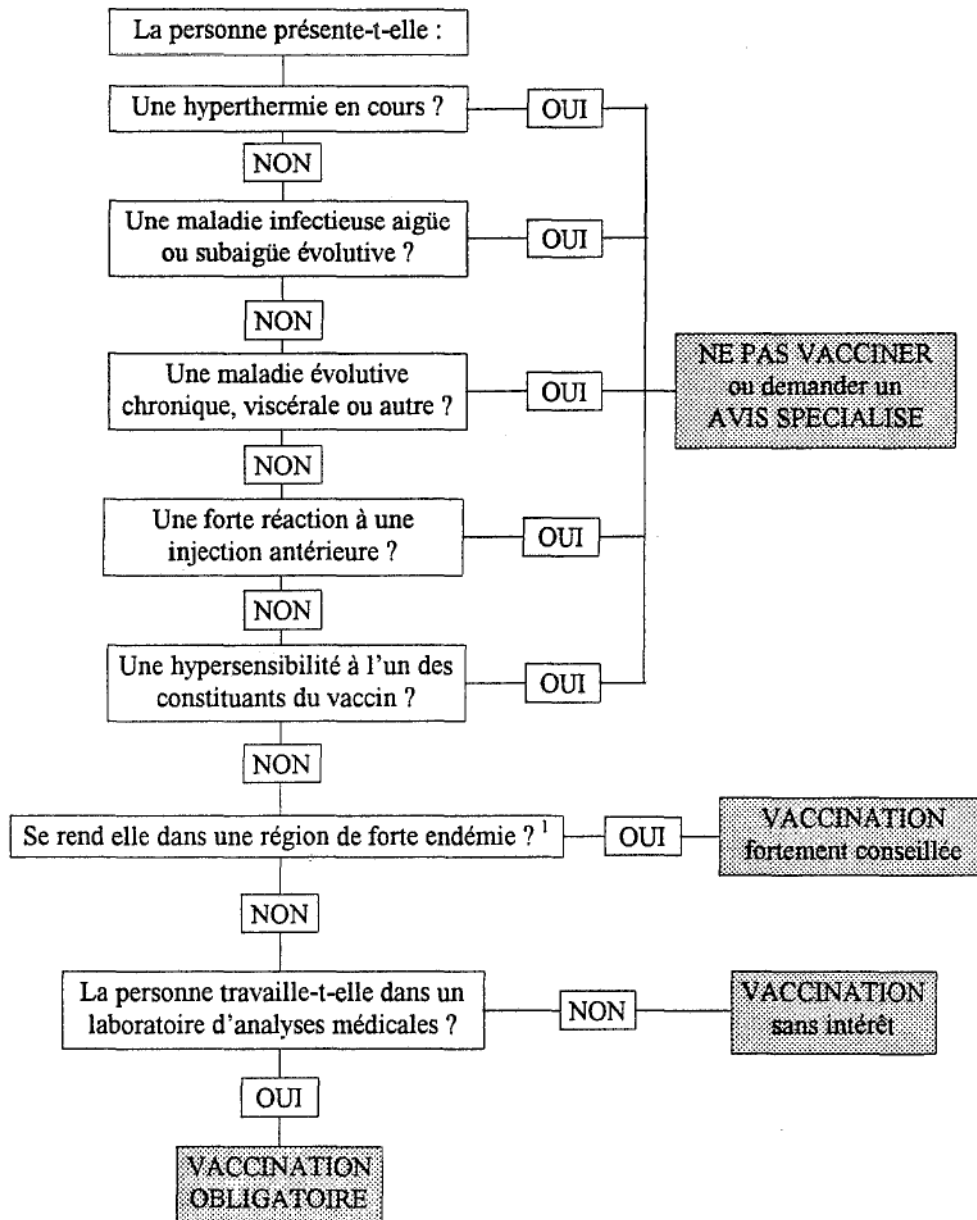 La personne présente-t-elle :
Une hyperthermie en cours ?
OUI
NON
Une maladie infectieuse aigüe
ou subaigüe évolutive ?
OUI
NON
Une maladie évolutive
chronique, viscérale ou autre ?
OUI
NE PAS VACCINER
ou demander un
AVIS SPECIALISE
NON
Une forte réaction à une
injection antérieure ?
OUI
NON
Une hypersensibilité à l'un des
constituants du vaccin ?
OUI
NON
Se rend elle dans une région de forte endémie ? 1
OUI
VACCINATION
fortement conseillée
NON
La personne travaille-t-elle dans un
laboratoire d'analyses médicales ?
NON
VACCINATION
sans intérêt
OUI
VACCINATION
OBLIGATOIRE